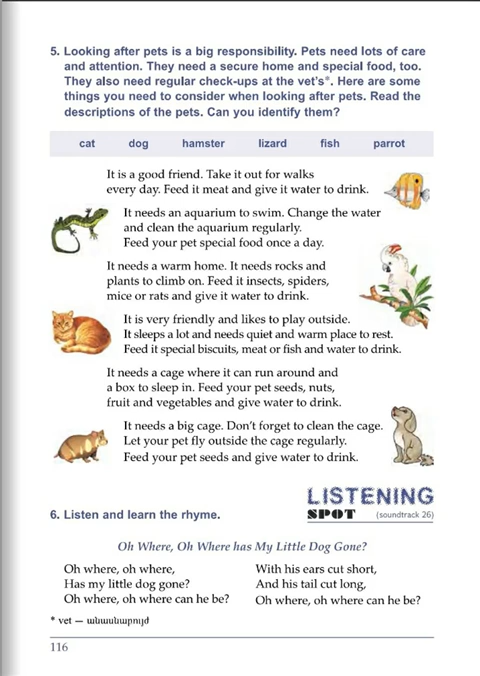 5. Looking after pets is a big responsibility. Pets need lots of care
and attention. They need a secure home and special food, too.
They also need regular check-ups at the vet's*. Here are some
things you need to consider when looking after pets. Read the
descriptions of the pets. Can you identify them?
cat dog hamster lizard fish parrot
It is a good friend. Take it out for walks
every day. Feed it meat and give it water to drink.
It needs an aquarium to swim. Change the water
and clean the aquarium regularly.
Feed your pet special food once a day.
It needs a warm home. It needs rocks and
plants to climb on. Feed it insects, spiders,
mice or rats and give it water to drink.
It is very friendly and likes to play outside.
It sleeps a lot and needs quiet and warm place to rest.
Feed it special biscuits, meat or fish and water to drink.
It needs a cage where it can run around and
a box to sleep in. Feed your pet seeds, nuts,
fruit and vegetables and give water to drink.
It needs a big cage. Don't forget to clean the cage.
Let your pet fly outside the cage regularly.
Feed your pet seeds and give water to drink.
LISTENING
SPOT (soundtrack 26)
6. Listen and learn the rhyme.
Oh Where, Oh Where has My Little Dog Gone?
Oh where, oh where,
Has my little dog gone?
Oh where, oh where can he be?
With his ears cut short,
And his tail cut long,
Oh where, oh where can he be?
* vet — անասնաբույժ
116